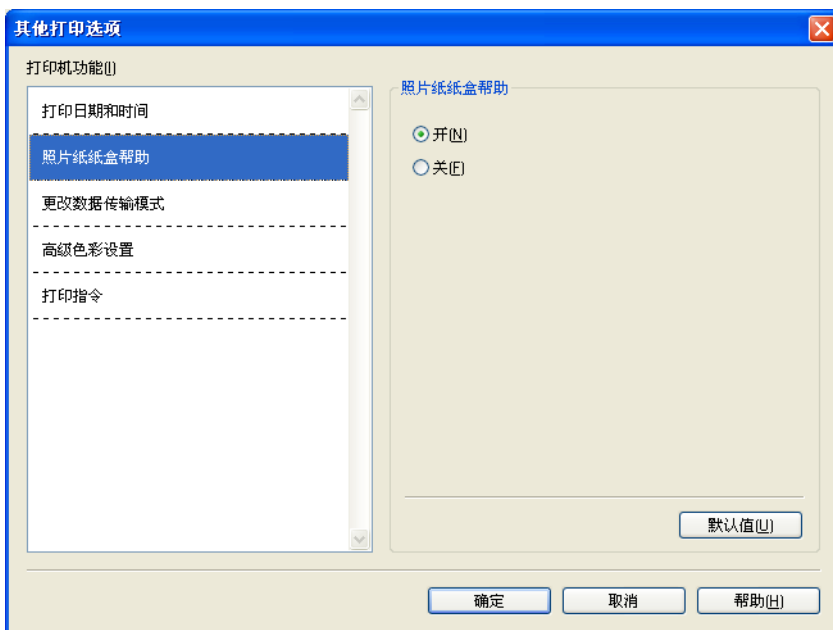 其他打印选项
打印机功能(I)
打印日期和时间
照片纸纸盒帮助
更改数据传输模式
高级色彩设置
打印指令
照片纸纸盒帮助
开(N)
关(F)
默认值(U)
确定
取消
帮助(H)